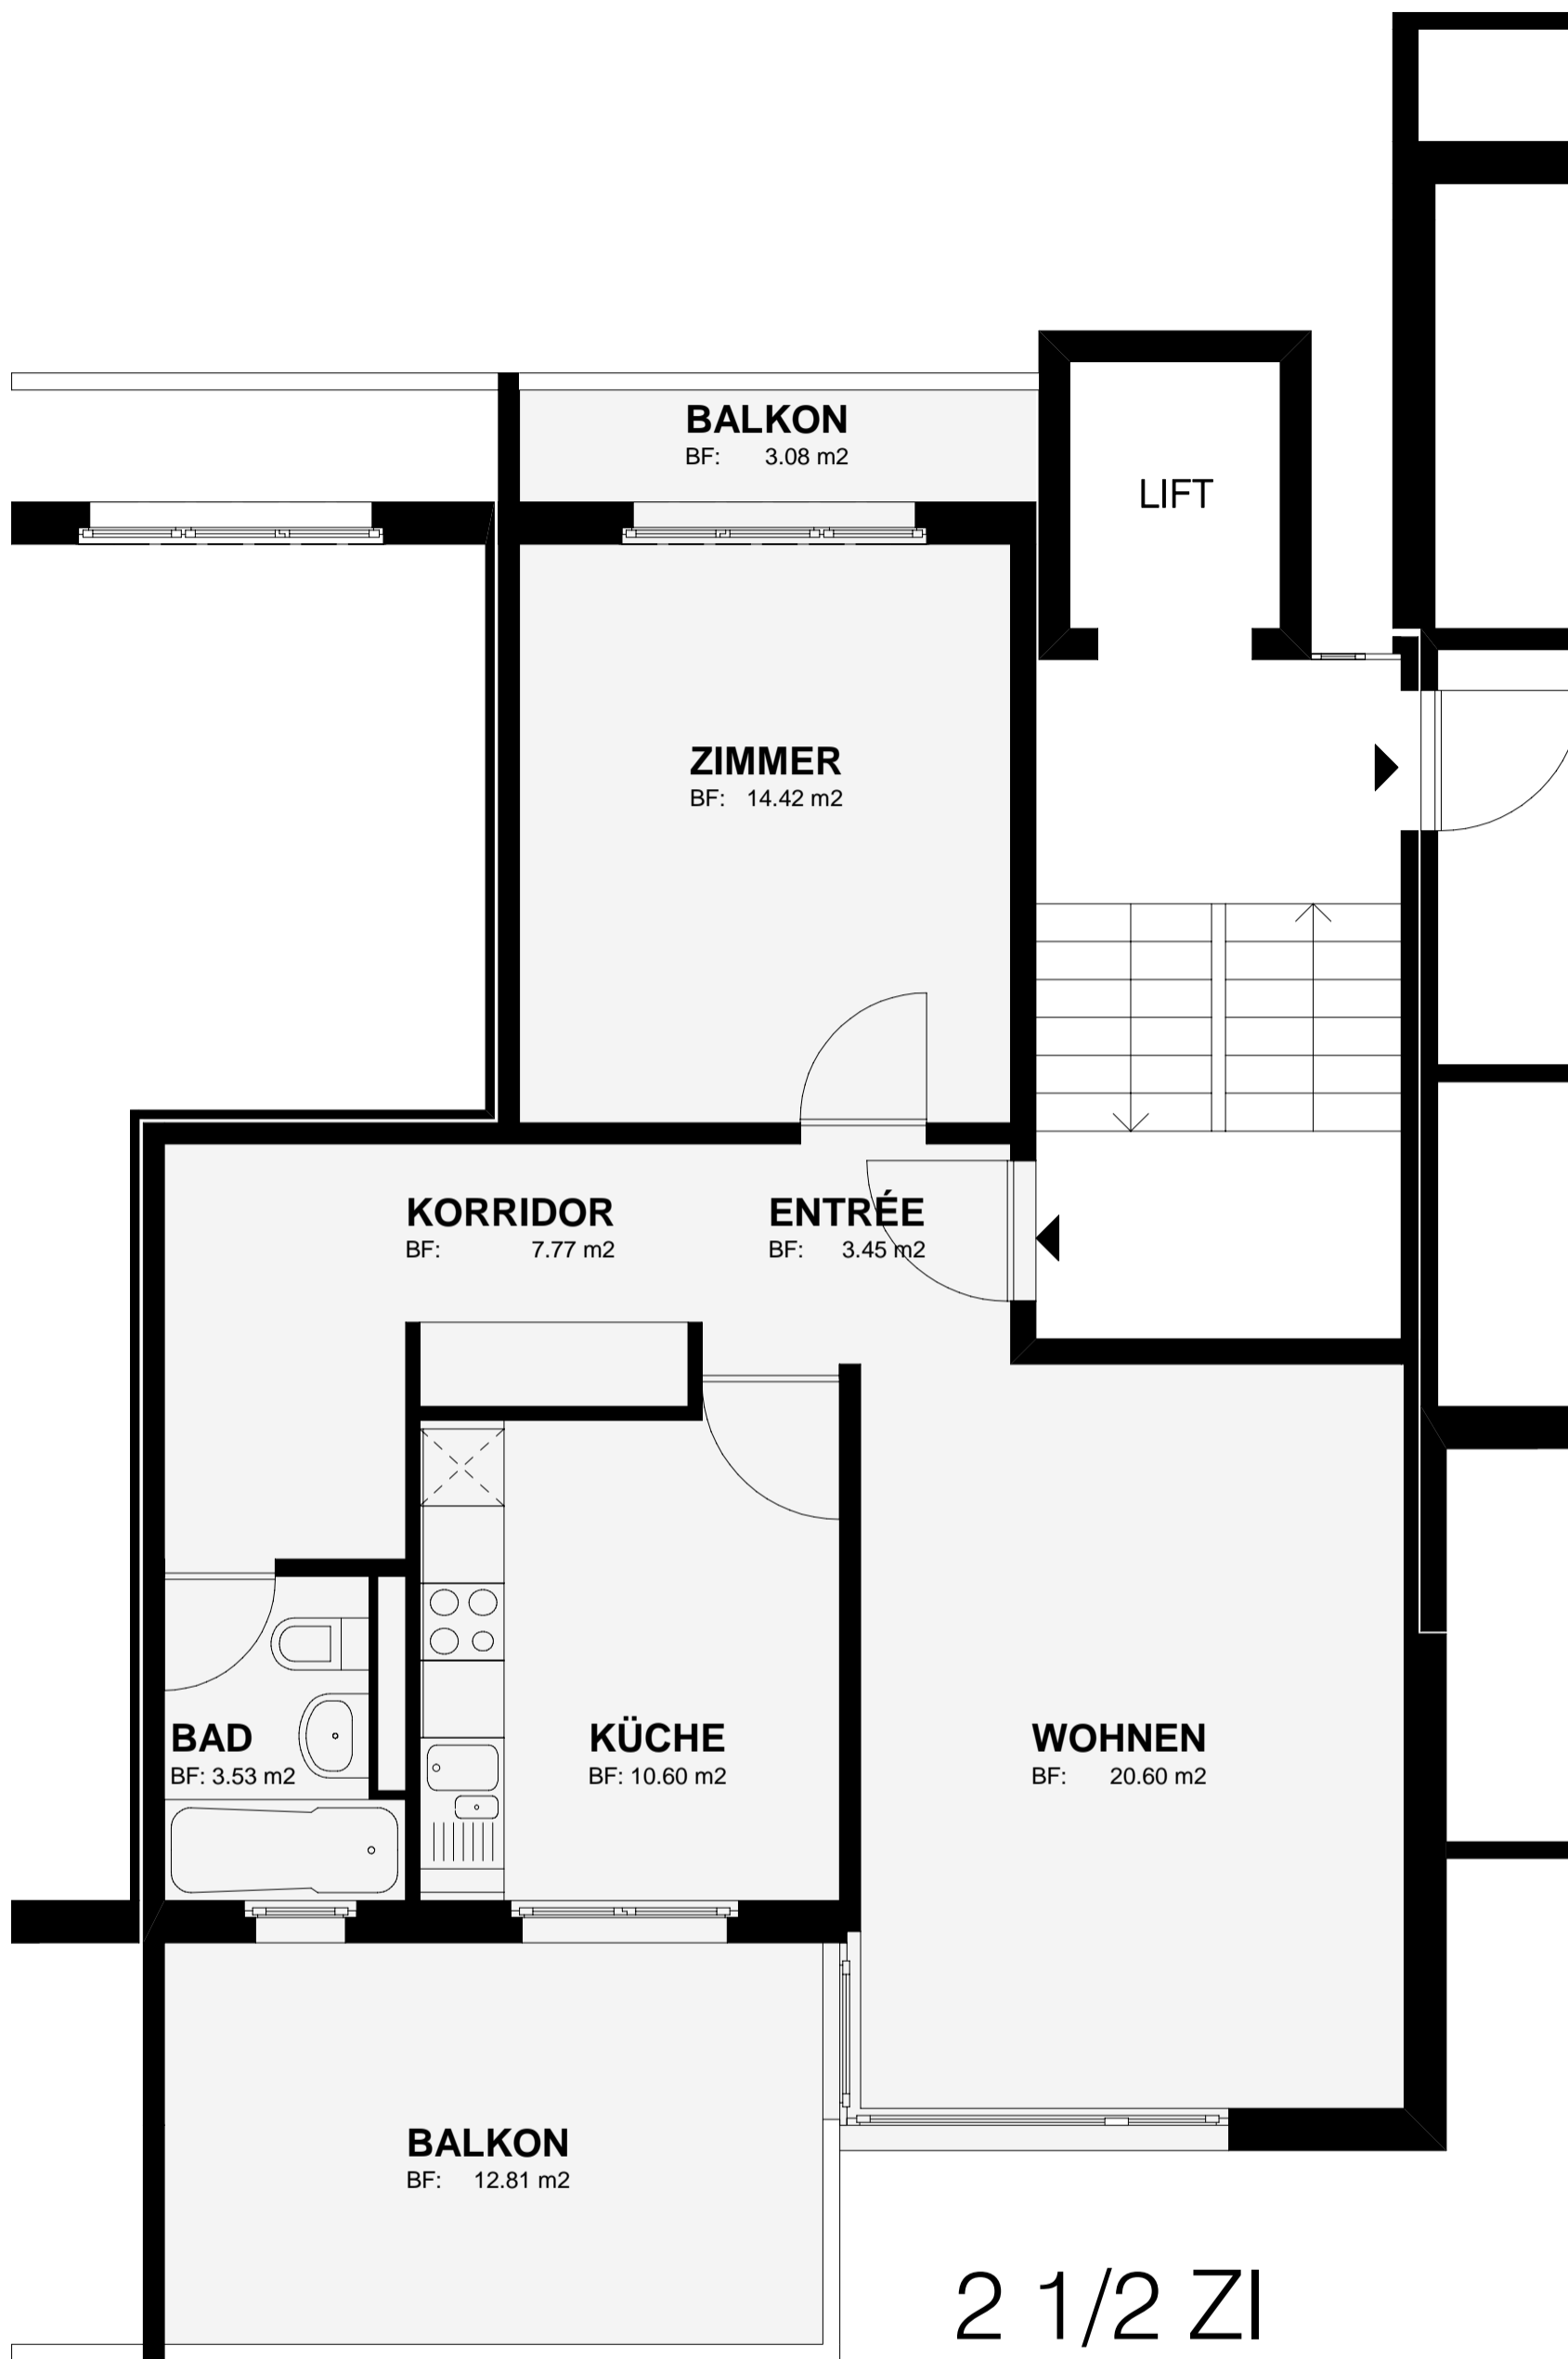 BALKON
BF: 3.08 m2
LIFT
ZIMMER
BF: 14.42 m2
KORRIDOR
BF: 7.77 m2
ENTRÉE
BF: 3.45 m2
BAD
BF: 3.53 m2
KÜCHE
BF: 10.60 m2
WOHNEN
BF: 20.60 m2
BALKON
BF: 12.81 m2
2 1/2 ZI